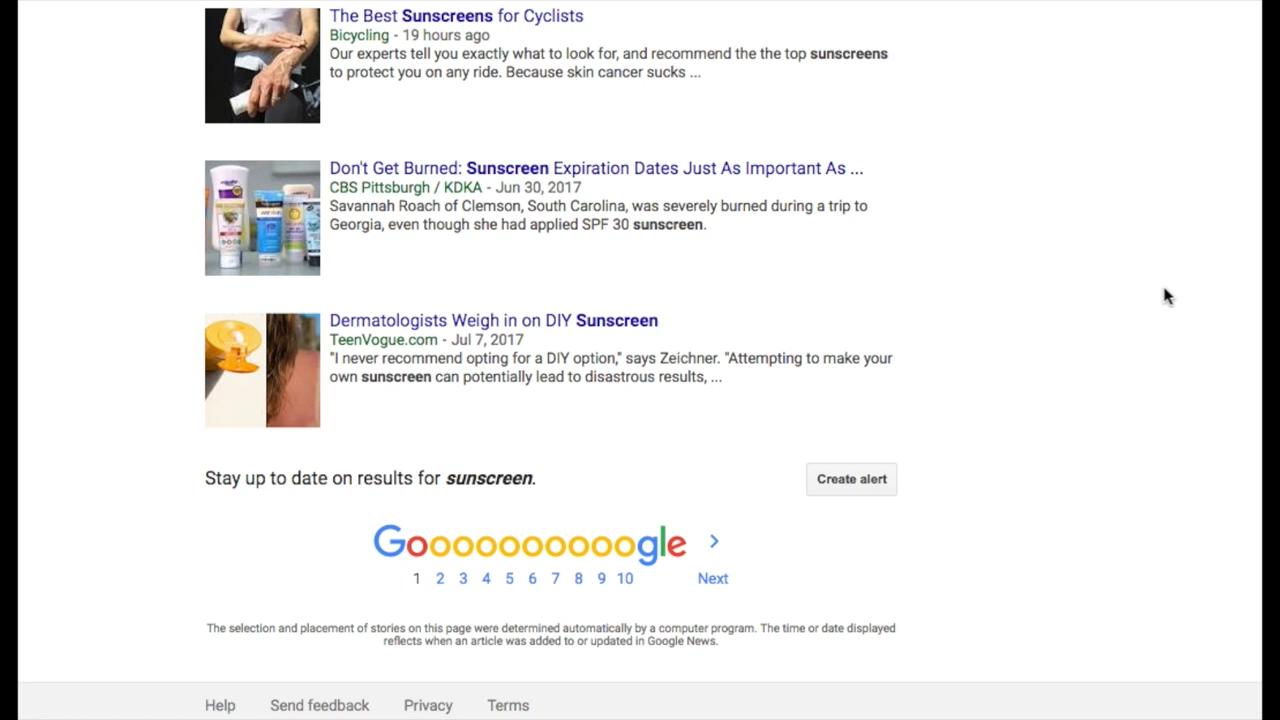 The Best Sunscreens for Cyclists
Bicycling - 19 hours ago
Our experts tell you exactly what to look for, and recommend the the top sunscreens
to protect you on any ride. Because skin cancer sucks ...
Don't Get Burned: Sunscreen Expiration Dates Just As Important As ...
CBS Pittsburgh / KDKA - Jun 30, 2017
Savannah Roach of Clemson, South Carolina, was severely burned during a trip to
Georgia, even though she had applied SPF 30 sunscreen.
Dermatologists Weigh in on DIY Sunscreen
TeenVogue.com - Jul 7, 2017
"I never recommend opting for a DIY option," says Zeichner. "Attempting to make your
own sunscreen can potentially lead to disastrous results, ...
Stay up to date on results for sunscreen.
Create alert
Goooooooooogle >
1 2 3 4 5 6 7 8 9 10 Next
The selection and placement of stories on this page were determined automatically by a computer program. The time or date displayed
reflects when an article was added to or updated in Google News.
Help Send feedback Privacy Terms